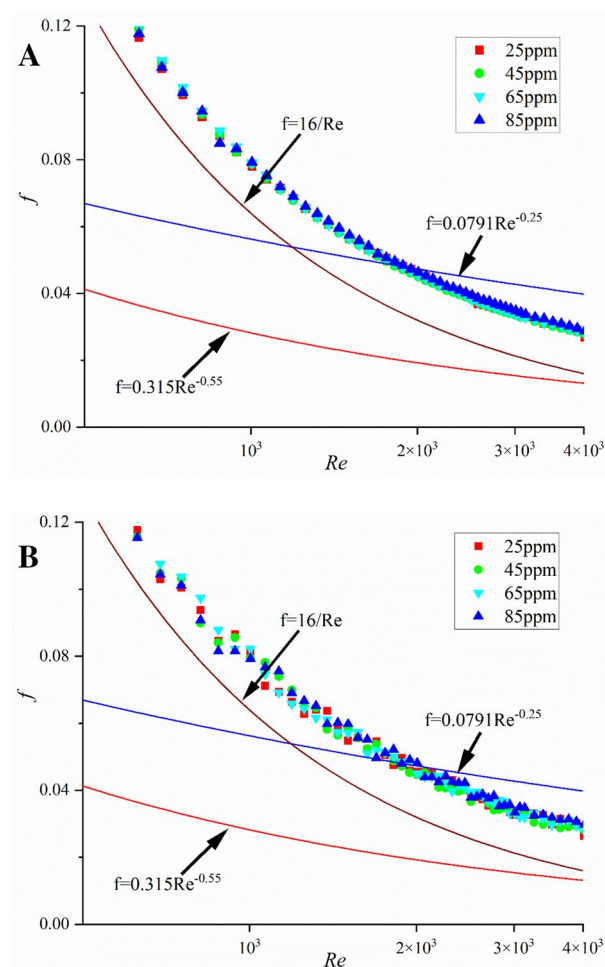 A
0.12
25ppm
45ppm
65ppm
85ppm
f=16/Re
0.08
f
f=0.0791Re^-0.25
0.04
f=0.315Re^-0.55
0.00
10³ 2×10³ 3×10³ 4×10³
Re
B
0.12
25ppm
45ppm
65ppm
85ppm
f=16/Re
0.08
f
f=0.0791Re^-0.25
0.04
f=0.315Re^-0.55
0.00
10³ 2×10³ 3×10³ 4×10³
Re